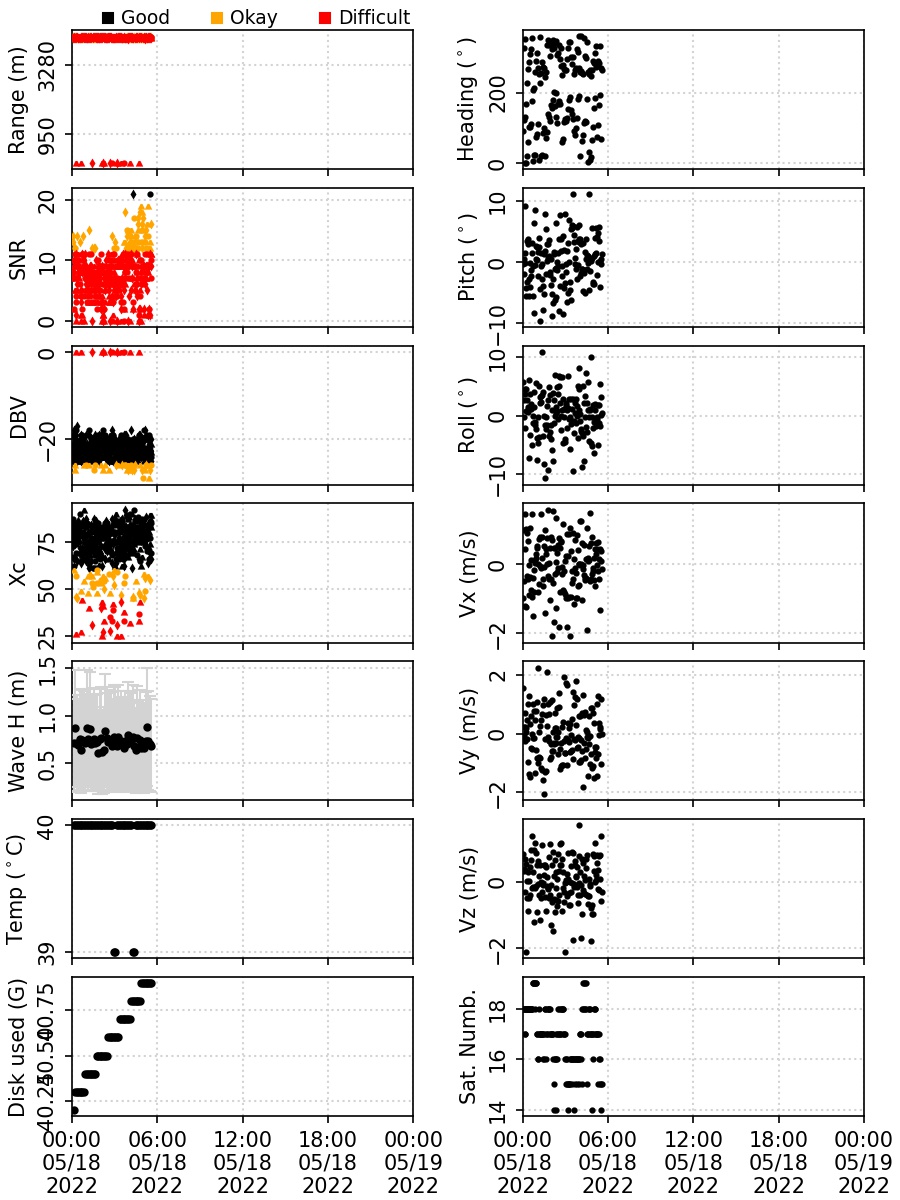 Good Okay Difficult
Range (m)
3280
950
Heading (°)
200
0
SNR
20
10
0
Pitch (°)
10
0
−10
DBV
0
−20
Roll (°)
10
0
−10
Xc
75
50
25
Vx (m/s)
0
−2
Wave H (m)
1.5
1.0
0.5
Vy (m/s)
2
0
−2
Temp (°C)
40
39
Vz (m/s)
0
−2
Disk used (G)
40.75
40.50
40.25
Sat. Numb.
18
16
14
00:00 06:00 12:00 18:00 00:00 00:00 06:00 12:00 18:00 00:00
05/18 05/18 05/18 05/18 05/19 05/18 05/18 05/18 05/18 05/19
2022 2022 2022 2022 2022 2022 2022 2022 2022 2022